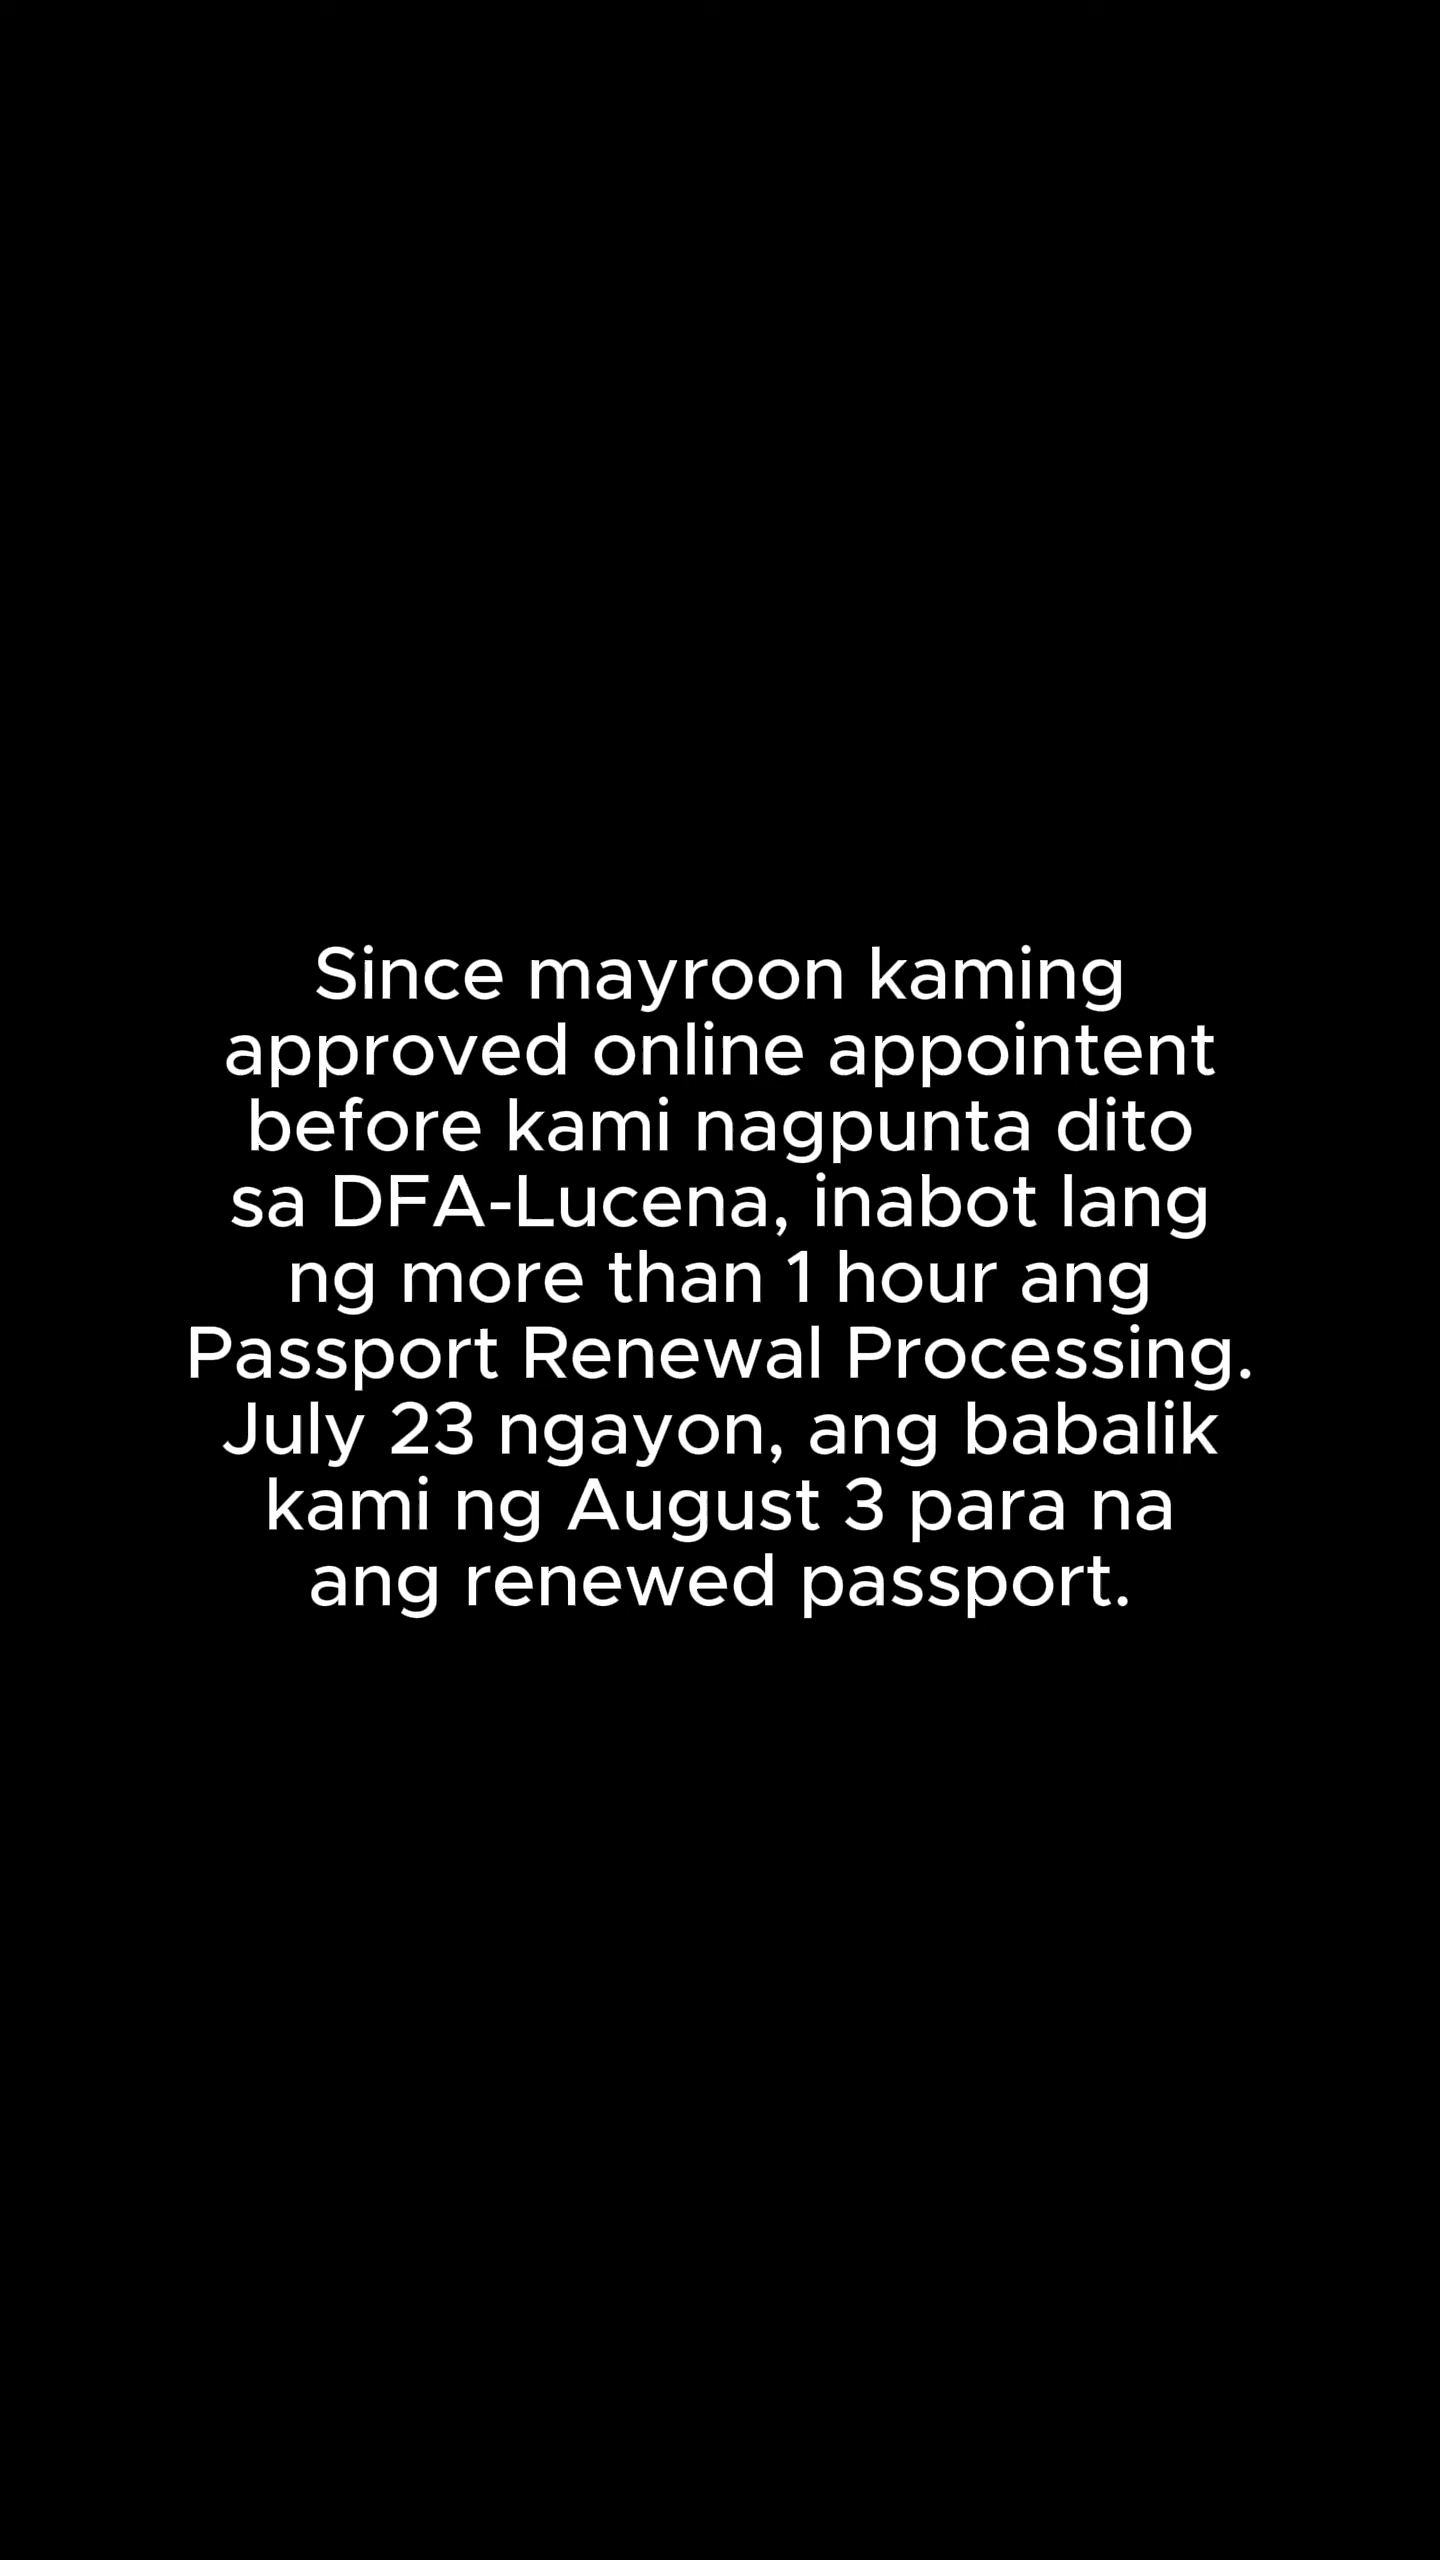 Since mayroon kaming
approved online appointent
before kami nagpunta dito
sa DFA-Lucena, inabot lang
ng more than 1 hour ang
Passport Renewal Processing.
July 23 ngayon, ang babalik
kami ng August 3 para na
ang renewed passport.